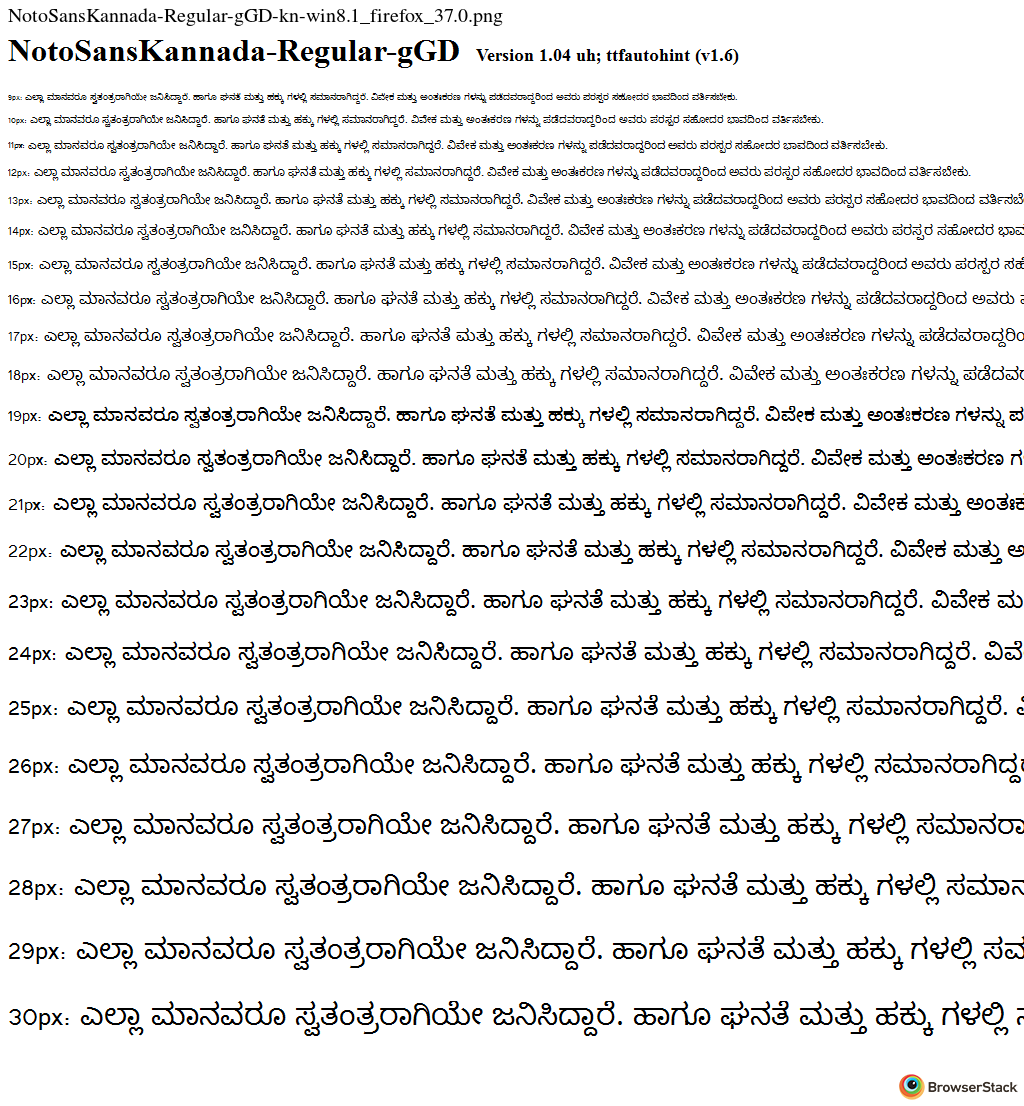 NotoSansKannada-Regular-gGD-kn-win8.1_firefox_37.0.png
NotoSansKannada-Regular-gGD Version 1.04 uh; ttfautohint (v1.6)
9px: ಎಲ್ಲಾ ಮಾನವರೂ ಸ್ವತಂತ್ರರಾಗಿಯೇ ಜನಿಸಿದ್ದಾರೆ. ಹಾಗೂ ಘನತೆ ಮತ್ತು ಹಕ್ಕು ಗಳಲ್ಲಿ ಸಮಾನರಾಗಿದ್ದರೆ. ವಿವೇಕ ಮತ್ತು ಅಂತಃಕರಣ ಗಳನ್ನು ಪಡೆದವರಾದ್ದರಿಂದ ಅವರು ಪರಸ್ಪರ ಸಹೋದರ ಭಾವದಿಂದ ವರ್ತಿಸಬೇಕು.
10px: ಎಲ್ಲಾ ಮಾನವರೂ ಸ್ವತಂತ್ರರಾಗಿಯೇ ಜನಿಸಿದ್ದಾರೆ. ಹಾಗೂ ಘನತೆ ಮತ್ತು ಹಕ್ಕು ಗಳಲ್ಲಿ ಸಮಾನರಾಗಿದ್ದರೆ. ವಿವೇಕ ಮತ್ತು ಅಂತಃಕರಣ ಗಳನ್ನು ಪಡೆದವರಾದ್ದರಿಂದ ಅವರು ಪರಸ್ಪರ ಸಹೋದರ ಭಾವದಿಂದ ವರ್ತಿಸಬೇಕು.
11px: ಎಲ್ಲಾ ಮಾನವರೂ ಸ್ವತಂತ್ರರಾಗಿಯೇ ಜನಿಸಿದ್ದಾರೆ. ಹಾಗೂ ಘನತೆ ಮತ್ತು ಹಕ್ಕು ಗಳಲ್ಲಿ ಸಮಾನರಾಗಿದ್ದರೆ. ವಿವೇಕ ಮತ್ತು ಅಂತಃಕರಣ ಗಳನ್ನು ಪಡೆದವರಾದ್ದರಿಂದ ಅವರು ಪರಸ್ಪರ ಸಹೋದರ ಭಾವದಿಂದ ವರ್ತಿಸಬೇಕು.
12px: ಎಲ್ಲಾ ಮಾನವರೂ ಸ್ವತಂತ್ರರಾಗಿಯೇ ಜನಿಸಿದ್ದಾರೆ. ಹಾಗೂ ಘನತೆ ಮತ್ತು ಹಕ್ಕು ಗಳಲ್ಲಿ ಸಮಾನರಾಗಿದ್ದರೆ. ವಿವೇಕ ಮತ್ತು ಅಂತಃಕರಣ ಗಳನ್ನು ಪಡೆದವರಾದ್ದರಿಂದ ಅವರು ಪರಸ್ಪರ ಸಹೋದರ ಭಾವದಿಂದ ವರ್ತಿಸಬೇಕು.
13px: ಎಲ್ಲಾ ಮಾನವರೂ ಸ್ವತಂತ್ರರಾಗಿಯೇ ಜನಿಸಿದ್ದಾರೆ. ಹಾಗೂ ಘನತೆ ಮತ್ತು ಹಕ್ಕು ಗಳಲ್ಲಿ ಸಮಾನರಾಗಿದ್ದರೆ. ವಿವೇಕ ಮತ್ತು ಅಂತಃಕರಣ ಗಳನ್ನು ಪಡೆದವರಾದ್ದರಿಂದ ಅವರು ಪರಸ್ಪರ ಸಹೋದರ ಭಾವದಿಂದ
14px: ಎಲ್ಲಾ ಮಾನವರೂ ಸ್ವತಂತ್ರರಾಗಿಯೇ ಜನಿಸಿದ್ದಾರೆ. ಹಾಗೂ ಘನತೆ ಮತ್ತು ಹಕ್ಕು ಗಳಲ್ಲಿ ಸಮಾನರಾಗಿದ್ದರೆ. ವಿವೇಕ ಮತ್ತು ಅಂತಃಕರಣ ಗಳನ್ನು ಪಡೆದವರಾದ್ದರಿಂದ ಅವರು ಪರಸ್ಪರ ಸಹೋದರ
15px: ಎಲ್ಲಾ ಮಾನವರೂ ಸ್ವತಂತ್ರರಾಗಿಯೇ ಜನಿಸಿದ್ದಾರೆ. ಹಾಗೂ ಘನತೆ ಮತ್ತು ಹಕ್ಕು ಗಳಲ್ಲಿ ಸಮಾನರಾಗಿದ್ದರೆ. ವಿವೇಕ ಮತ್ತು ಅಂತಃಕರಣ ಗಳನ್ನು ಪಡೆದವರಾದ್ದರಿಂದ ಅವರು ಪರಸ್ಪರ
16px: ಎಲ್ಲಾ ಮಾನವರೂ ಸ್ವತಂತ್ರರಾಗಿಯೇ ಜನಿಸಿದ್ದಾರೆ. ಹಾಗೂ ಘನತೆ ಮತ್ತು ಹಕ್ಕು ಗಳಲ್ಲಿ ಸಮಾನರಾಗಿದ್ದರೆ. ವಿವೇಕ ಮತ್ತು ಅಂತಃಕರಣ ಗಳನ್ನು ಪಡೆದವರಾದ್ದರಿಂದ ಅವರು
17px: ಎಲ್ಲಾ ಮಾನವರೂ ಸ್ವತಂತ್ರರಾಗಿಯೇ ಜನಿಸಿದ್ದಾರೆ. ಹಾಗೂ ಘನತೆ ಮತ್ತು ಹಕ್ಕು ಗಳಲ್ಲಿ ಸಮಾನರಾಗಿದ್ದರೆ. ವಿವೇಕ ಮತ್ತು ಅಂತಃಕರಣ ಗಳನ್ನು
18px: ಎಲ್ಲಾ ಮಾನವರೂ ಸ್ವತಂತ್ರರಾಗಿಯೇ ಜನಿಸಿದ್ದಾರೆ. ಹಾಗೂ ಘನತೆ ಮತ್ತು ಹಕ್ಕು ಗಳಲ್ಲಿ ಸಮಾನರಾಗಿದ್ದರೆ. ವಿವೇಕ ಮತ್ತು ಅಂತಃಕರಣ ಗಳನ್ನು
19px: ಎಲ್ಲಾ ಮಾನವರೂ ಸ್ವತಂತ್ರರಾಗಿಯೇ ಜನಿಸಿದ್ದಾರೆ. ಹಾಗೂ ಘನತೆ ಮತ್ತು ಹಕ್ಕು ಗಳಲ್ಲಿ ಸಮಾನರಾಗಿದ್ದರೆ. ವಿವೇಕ ಮತ್ತು ಅಂತಃಕರಣ ಗಳನ್ನು
20px: ಎಲ್ಲಾ ಮಾನವರೂ ಸ್ವತಂತ್ರರಾಗಿಯೇ ಜನಿಸಿದ್ದಾರೆ. ಹಾಗೂ ಘನತೆ ಮತ್ತು ಹಕ್ಕು ಗಳಲ್ಲಿ ಸಮಾನರಾಗಿದ್ದರೆ. ವಿವೇಕ ಮತ್ತು ಅಂತಃಕರಣ
21px: ಎಲ್ಲಾ ಮಾನವರೂ ಸ್ವತಂತ್ರರಾಗಿಯೇ ಜನಿಸಿದ್ದಾರೆ. ಹಾಗೂ ಘನತೆ ಮತ್ತು ಹಕ್ಕು ಗಳಲ್ಲಿ ಸಮಾನರಾಗಿದ್ದರೆ. ವಿವೇಕ ಮತ್ತು
22px: ಎಲ್ಲಾ ಮಾನವರೂ ಸ್ವತಂತ್ರರಾಗಿಯೇ ಜನಿಸಿದ್ದಾರೆ. ಹಾಗೂ ಘನತೆ ಮತ್ತು ಹಕ್ಕು ಗಳಲ್ಲಿ ಸಮಾನರಾಗಿದ್ದರೆ. ವಿವೇಕ ಮತ್ತು
23px: ಎಲ್ಲಾ ಮಾನವರೂ ಸ್ವತಂತ್ರರಾಗಿಯೇ ಜನಿಸಿದ್ದಾರೆ. ಹಾಗೂ ಘನತೆ ಮತ್ತು ಹಕ್ಕು ಗಳಲ್ಲಿ ಸಮಾನರಾಗಿದ್ದರೆ. ವಿವೇಕ
24px: ಎಲ್ಲಾ ಮಾನವರೂ ಸ್ವತಂತ್ರರಾಗಿಯೇ ಜನಿಸಿದ್ದಾರೆ. ಹಾಗೂ ಘನತೆ ಮತ್ತು ಹಕ್ಕು ಗಳಲ್ಲಿ ಸಮಾನರಾಗಿದ್ದರೆ.
25px: ಎಲ್ಲಾ ಮಾನವರೂ ಸ್ವತಂತ್ರರಾಗಿಯೇ ಜನಿಸಿದ್ದಾರೆ. ಹಾಗೂ ಘನತೆ ಮತ್ತು ಹಕ್ಕು ಗಳಲ್ಲಿ ಸಮಾನರಾಗಿದ್ದರೆ.
26px: ಎಲ್ಲಾ ಮಾನವರೂ ಸ್ವತಂತ್ರರಾಗಿಯೇ ಜನಿಸಿದ್ದಾರೆ. ಹಾಗೂ ಘನತೆ ಮತ್ತು ಹಕ್ಕು ಗಳಲ್ಲಿ
27px: ಎಲ್ಲಾ ಮಾನವರೂ ಸ್ವತಂತ್ರರಾಗಿಯೇ ಜನಿಸಿದ್ದಾರೆ. ಹಾಗೂ ಘನತೆ ಮತ್ತು ಹಕ್ಕು ಗಳಲ್ಲಿ
28px: ಎಲ್ಲಾ ಮಾನವರೂ ಸ್ವತಂತ್ರರಾಗಿಯೇ ಜನಿಸಿದ್ದಾರೆ. ಹಾಗೂ ಘನತೆ ಮತ್ತು ಹಕ್ಕು ಗಳಲ್ಲಿ
29px: ಎಲ್ಲಾ ಮಾನವರೂ ಸ್ವತಂತ್ರರಾಗಿಯೇ ಜನಿಸಿದ್ದಾರೆ. ಹಾಗೂ ಘನತೆ ಮತ್ತು ಹಕ್ಕು ಗಳಲ್ಲಿ
30px: ಎಲ್ಲಾ ಮಾನವರೂ ಸ್ವತಂತ್ರರಾಗಿಯೇ ಜನಿಸಿದ್ದಾರೆ. ಹಾಗೂ ಘನತೆ ಮತ್ತು ಹಕ್ಕು ಗಳಲ್ಲಿ
BrowserStack